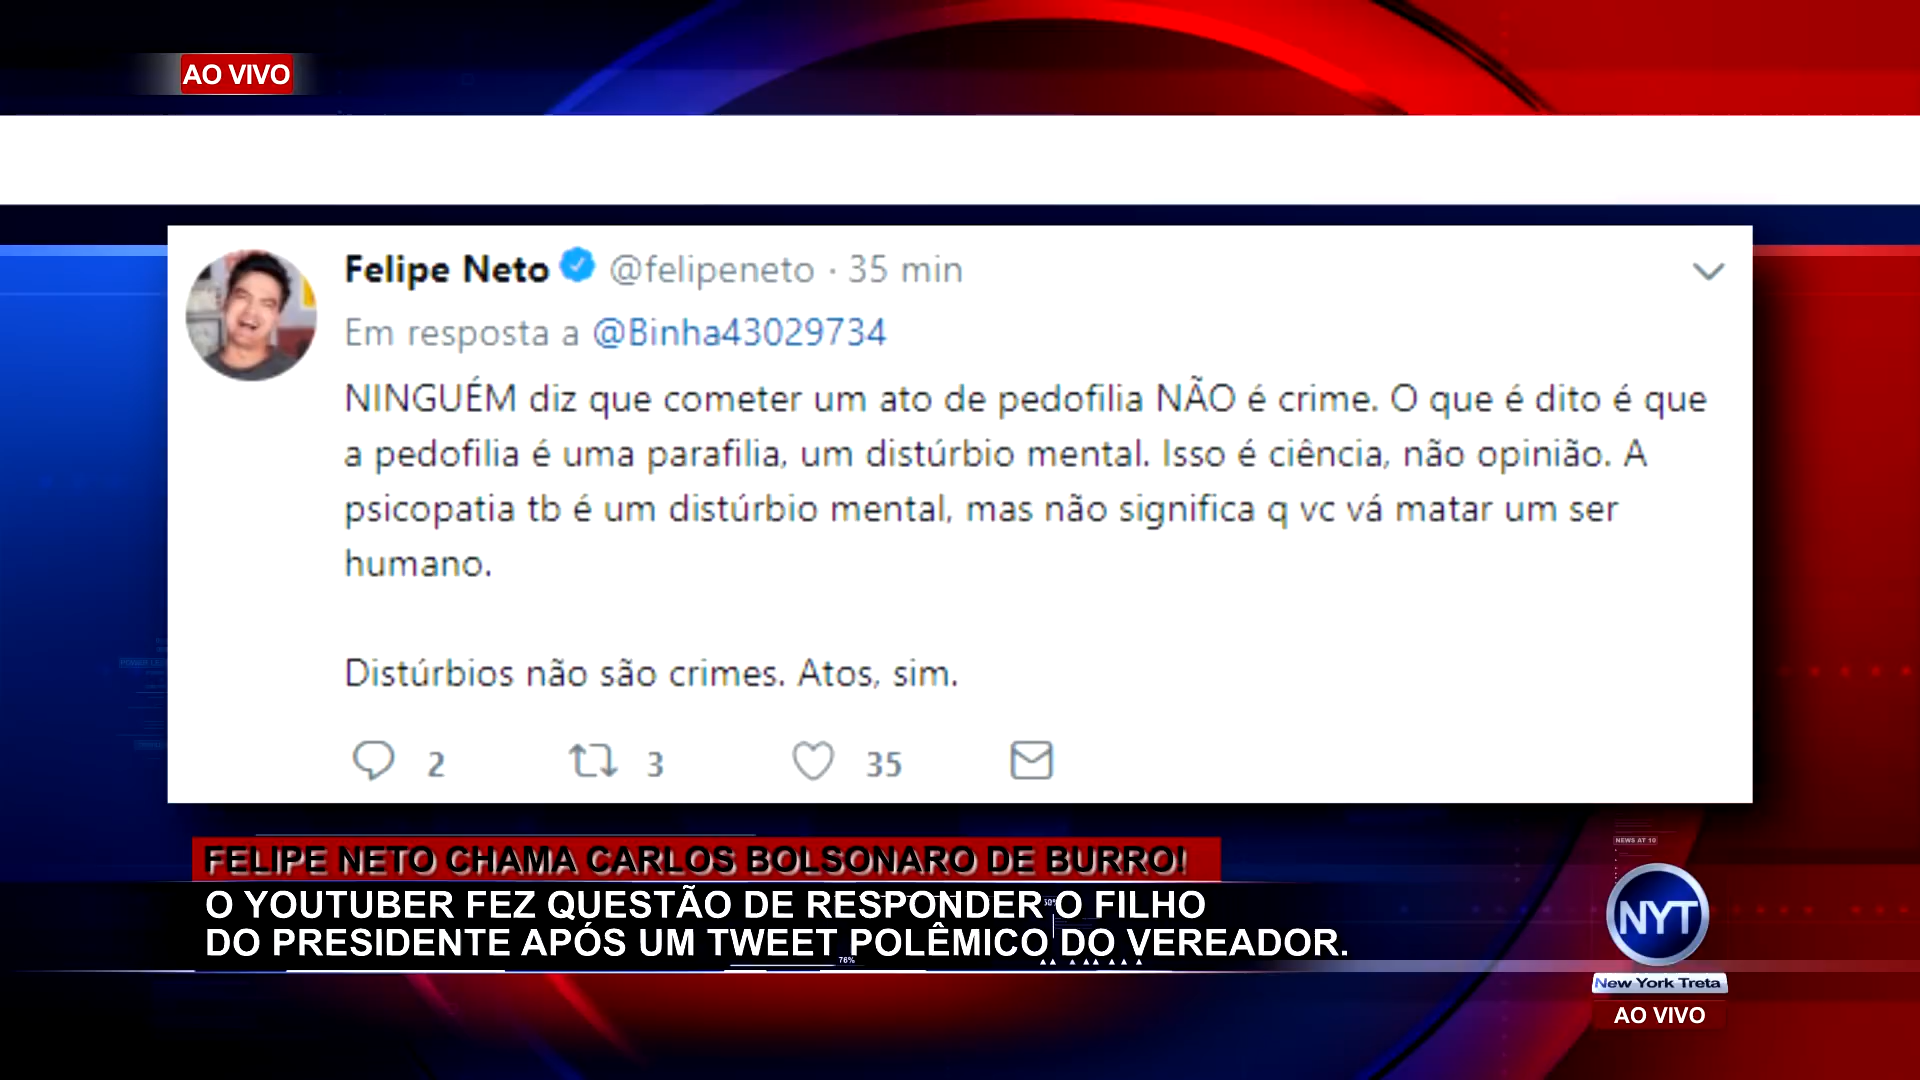 AO VIVO
Felipe Neto @felipeneto · 35 min
Em resposta a @Binha43029734
NINGUÉM diz que cometer um ato de pedofilia NÃO é crime. O que é dito é que
a pedofilia é uma parafilia, um distúrbio mental. Isso é ciência, não opinião. A
psicopatia tb é um distúrbio mental, mas não significa q vc vá matar um ser
humano.
Distúrbios não são crimes. Atos, sim.
2 3 35
FELIPE NETO CHAMA CARLOS BOLSONARO DE BURRO!
O YOUTUBER FEZ QUESTÃO DE RESPONDER O FILHO
DO PRESIDENTE APÓS UM TWEET POLÊMICO DO VEREADOR.
76%
NEWS AT 10
NYT
New York Treta
AO VIVO